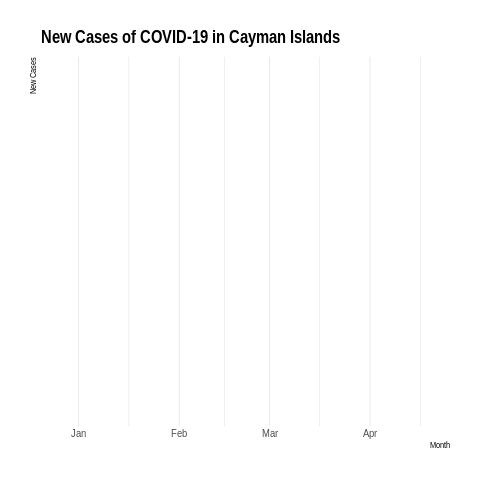 New Cases of COVID-19 in Cayman Islands
New Cases
Jan Feb Mar Apr
Month